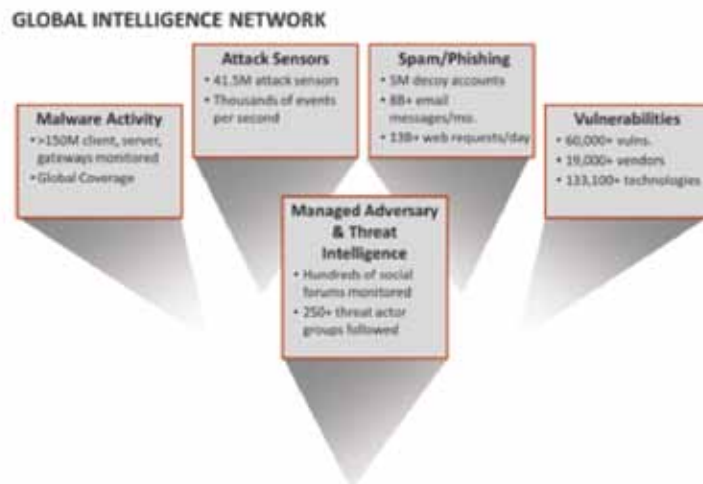 GLOBAL INTELLIGENCE NETWORK
Attack Sensors
• 41.5M attack sensors
• Thousands of events
per second
Spam/Phishing
• 5M decoy accounts
• 8B+ email
messages/mo.
• 13B+ web requests/day
Malware Activity
• >150M client, server,
gateways monitored
• Global Coverage
Vulnerabilities
• 60,000+ vulns.
• 19,000+ vendors
• 133,100+ technologies
Managed Adversary
& Threat
Intelligence
• Hundreds of social
forums monitored
• 250+ threat actor
groups followed